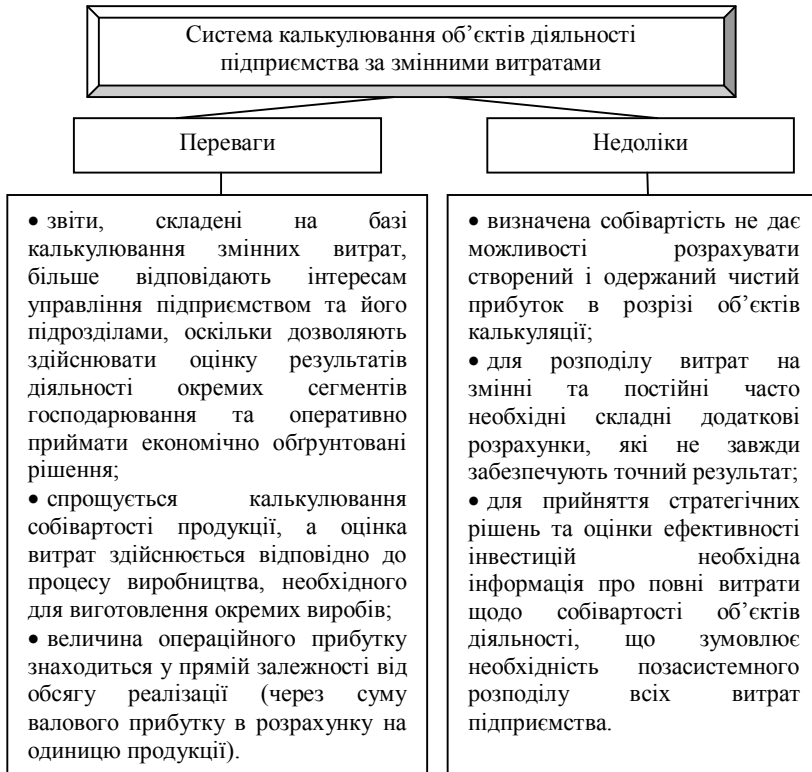 Система калькулювання об’єктів діяльності
підприємства за змінними витратами
Переваги
Недоліки
• звіти, складені на базі
калькулювання змінних витрат,
більше відповідають інтересам
управління підприємством та його
підрозділами, оскільки дозволяють
здійснювати оцінку результатів
діяльності окремих сегментів
господарювання та оперативно
приймати економічно обґрунтовані
рішення;
• спрощується калькулювання
собівартості продукції, а оцінка
витрат здійснюється відповідно до
процесу виробництва, необхідного
для виготовлення окремих виробів;
• величина операційного прибутку
знаходиться у прямій залежності від
обсягу реалізації (через суму
валового прибутку в розрахунку на
одиницю продукції).
• визначена собівартість не дає
можливості розрахувати
створений і одержаний чистий
прибуток в розрізі об’єктів
калькуляції;
• для розподілу витрат на
змінні та постійні часто
необхідні складні додаткові
розрахунки, які не завжди
забезпечують точний результат;
• для прийняття стратегічних
рішень та оцінки ефективності
інвестицій необхідна
інформація про повні витрати
щодо собівартості об’єктів
діяльності, що зумовлює
необхідність позасистемного
розподілу всіх витрат
підприємства.